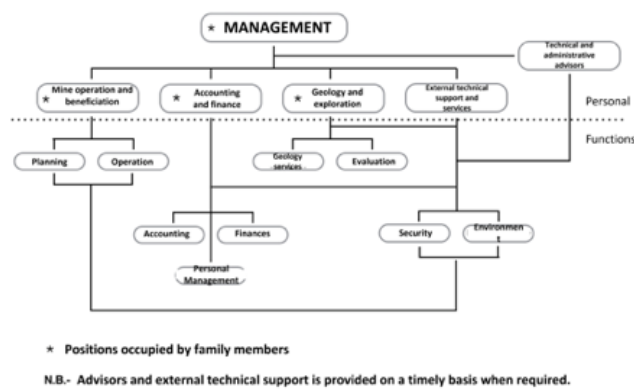 * MANAGEMENT
Technical and
administrative
advisors
* Mine operation and
beneficiation
* Accounting
and finance
* Geology and
exploration
External technical
support and
services
Personal
Functions
Planning
Operation
Geology
services
Evaluation
Accounting
Finances
Security
Environmen
t
Personal
Management
* Positions occupied by family members
N.B.- Advisors and external technical support is provided on a timely basis when required.